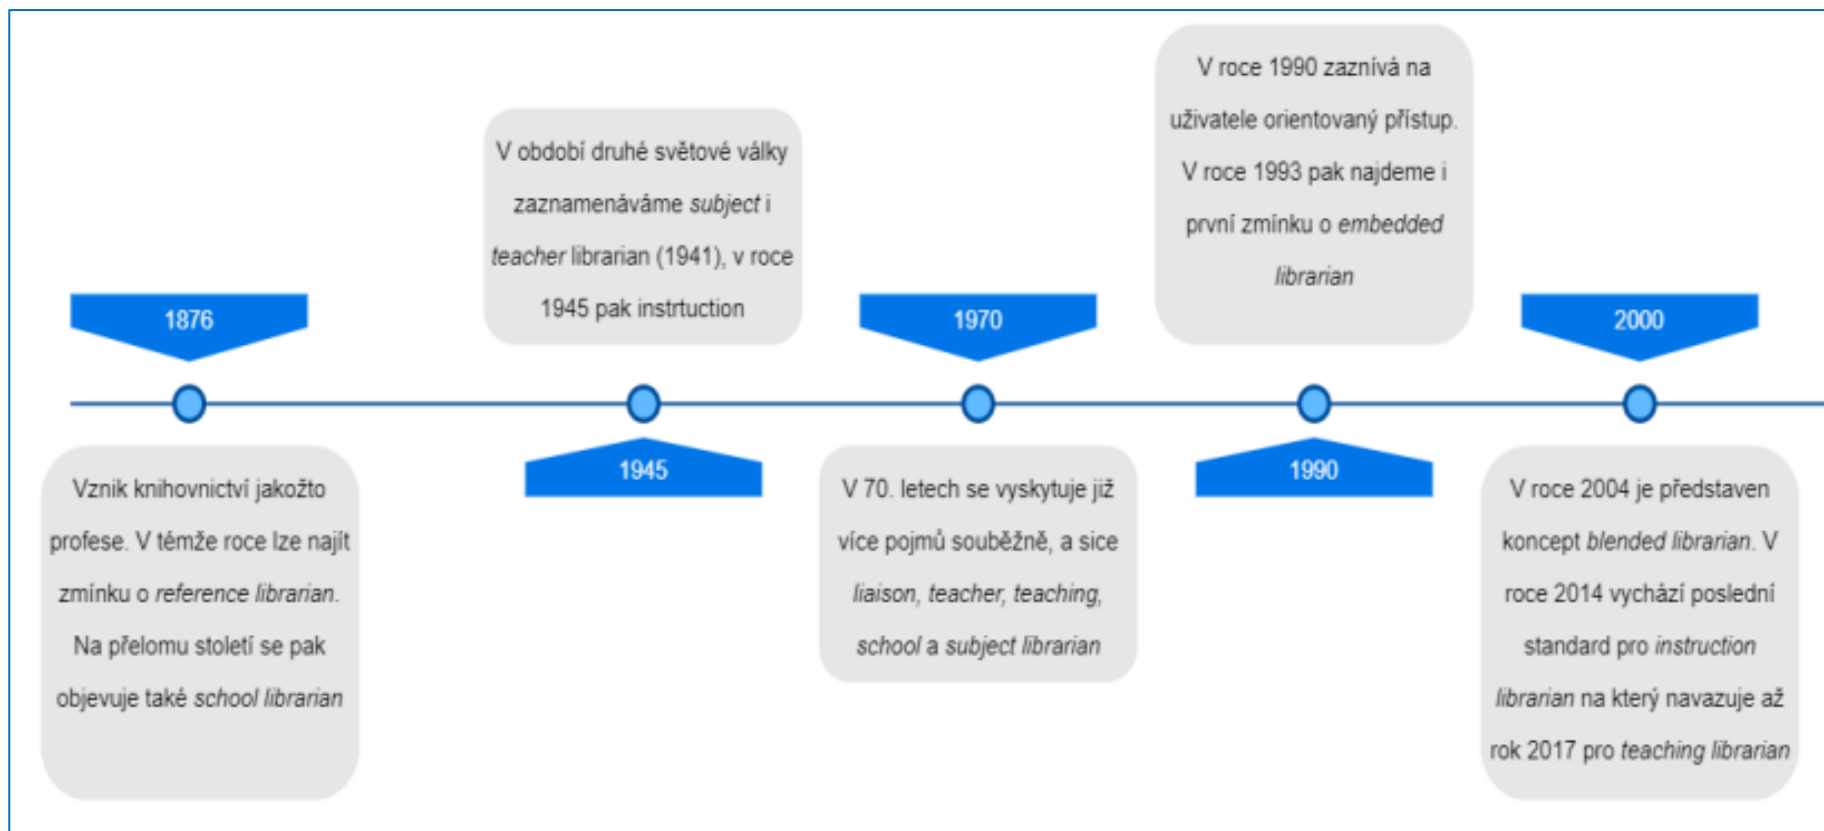 1876
Vznik knihovnictví jakožto
profese. V témže roce lze najít
zmínku o reference librarian.
Na přelomu století se pak
objevuje také school librarian
V období druhé světové války
zaznamenáváme subject i
teacher librarian (1941), v roce
1945 pak instrtuction
1945
1970
V 70. letech se vyskytuje již
více pojmů souběžně, a sice
liaison, teacher, teaching,
school a subject librarian
V roce 1990 zaznívá na
uživatele orientovaný přístup.
V roce 1993 pak najdeme i
první zmínku o embedded
librarian
1990
2000
V roce 2004 je představen
koncept blended librarian. V
roce 2014 vychází poslední
standard pro instruction
librarian na který navazuje až
rok 2017 pro teaching librarian